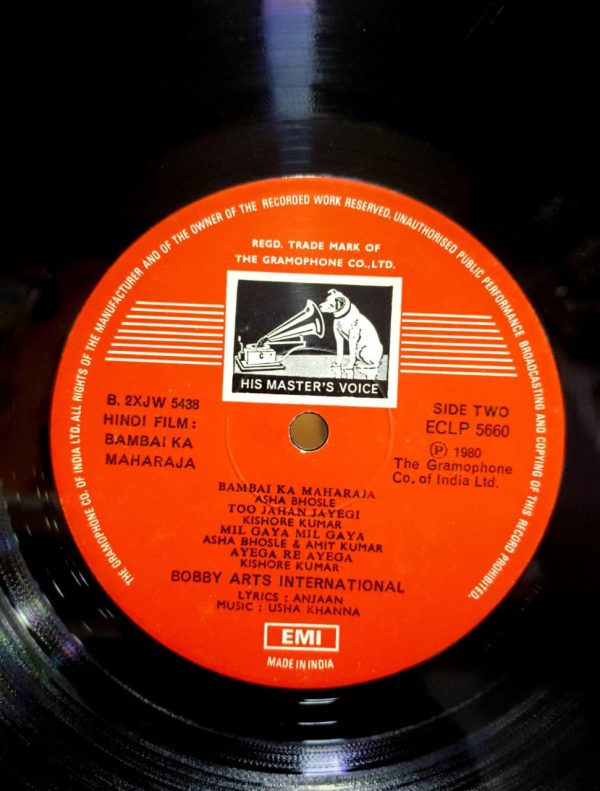 THE GRAMOPHONE CO. OF INDIA LTD. ALL RIGHTS OF THE MANUFACTURER AND OF THE OWNER OF THE RECORDED WORK RESERVED. UNAUTHORISED PUBLIC PERFORMANCE BROADCASTING AND COPYING OF THIS RECORD PROHIBITED.
REGD. TRADE MARK OF
THE GRAMOPHONE CO., LTD.
HIS MASTER'S VOICE
B. 2XJW 5438
HINDI FILM :
BAMBAI KA
MAHARAJA
SIDE TWO
ECLP 5660
Ⓟ 1980
The Gramophone
Co, of India Ltd.
BAMBAI KA MAHARAJA
ASHA BHOSLE
TOO JAHAN JAYEGI
KISHORE KUMAR
MIL GAYA MIL GAYA
ASHA BHOSLE & AMIT KUMAR
AYEGA RE AYEGA
KISHORE KUMAR
BOBBY ARTS INTERNATIONAL
LYRICS : ANJAAN
MUSIC : USHA KHANNA
EMI
MADE IN INDIA